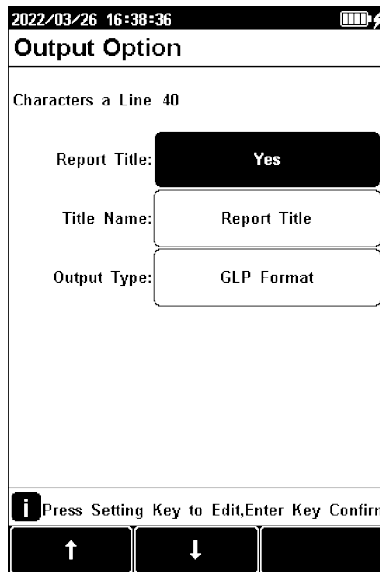 2022/03/26 16:38:36
Output Option
Characters a Line 40
Report Title: Yes
Title Name: Report Title
Output Type: GLP Format
i Press Setting Key to Edit,Enter Key Confirm
↑ ↓